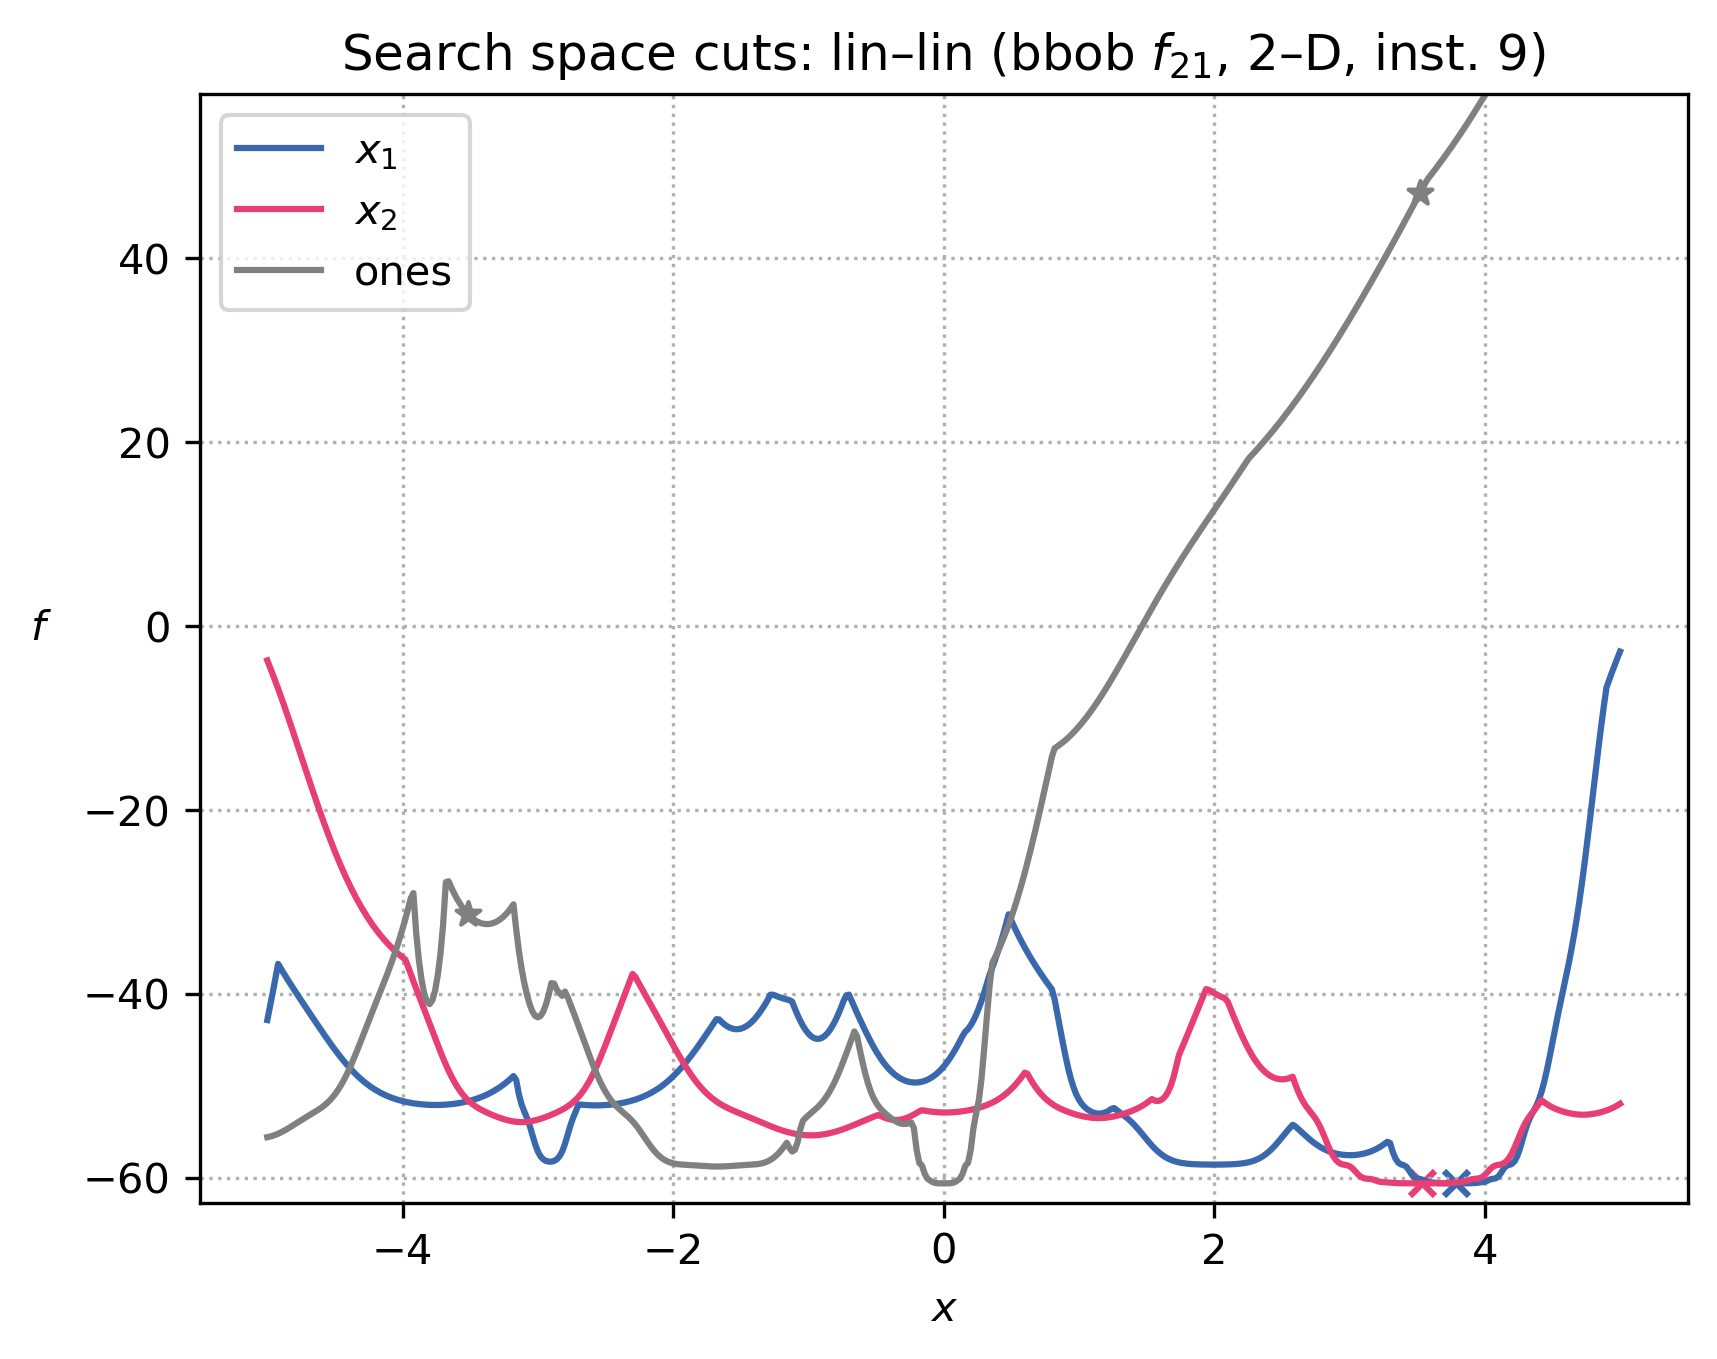 Search space cuts: lin–lin (bbob f21, 2–D, inst. 9)
x1
x2
ones
40
20
0
−20
−40
−60
f
−4 −2 0 2 4
x